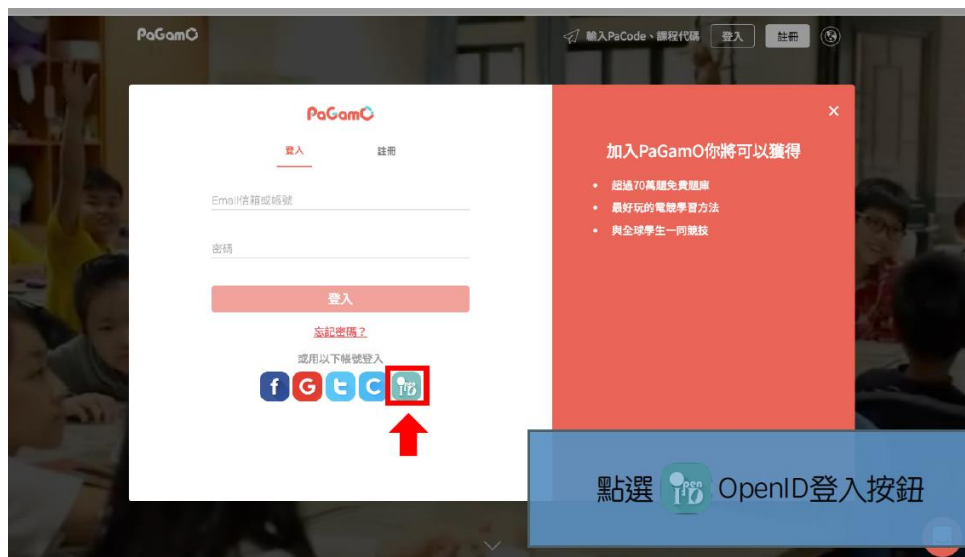 PaGamO
輸入PaCode、課程代碼
登入
註冊
PaGamO
登入
註冊
Email信箱或帳號
密碼
登入
忘記密碼？
或用以下帳號登入
f G t C Open iD
加入PaGamO你將可以獲得
• 超過70萬題免費題庫
• 最好玩的電競學習方法
• 與全球學生一同競技
點選 Open iD OpenID登入按鈕